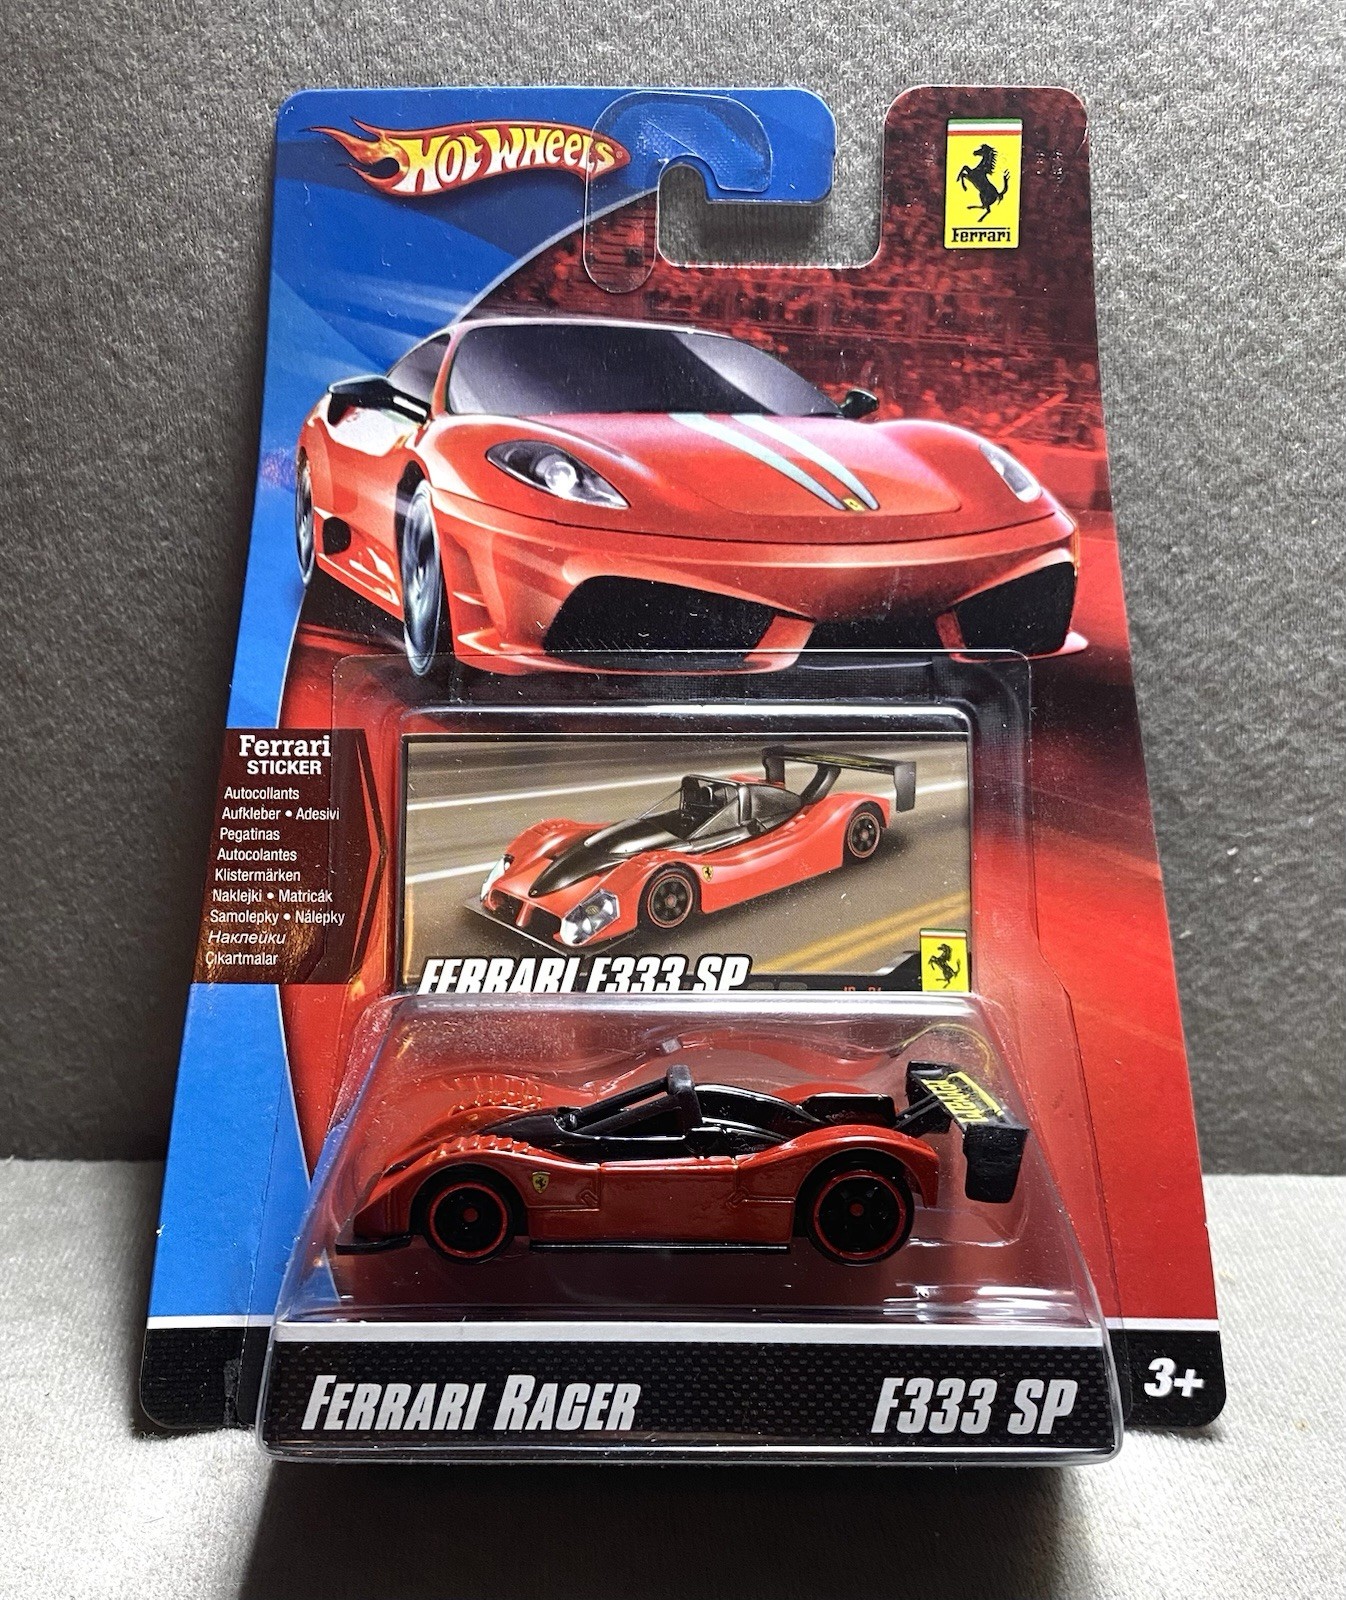 HOT WHEELS
Ferrari
Ferrari
STICKER
Autocollants
Aufkleber • Adesivi
Pegatinas
Autocolantes
Klistermärken
Naklejki • Matricák
Samolepky • Nálepky
Наклейки
Çıkartmalar
FERRARI F333 SP
FERRARI RACER
F333 SP
3+